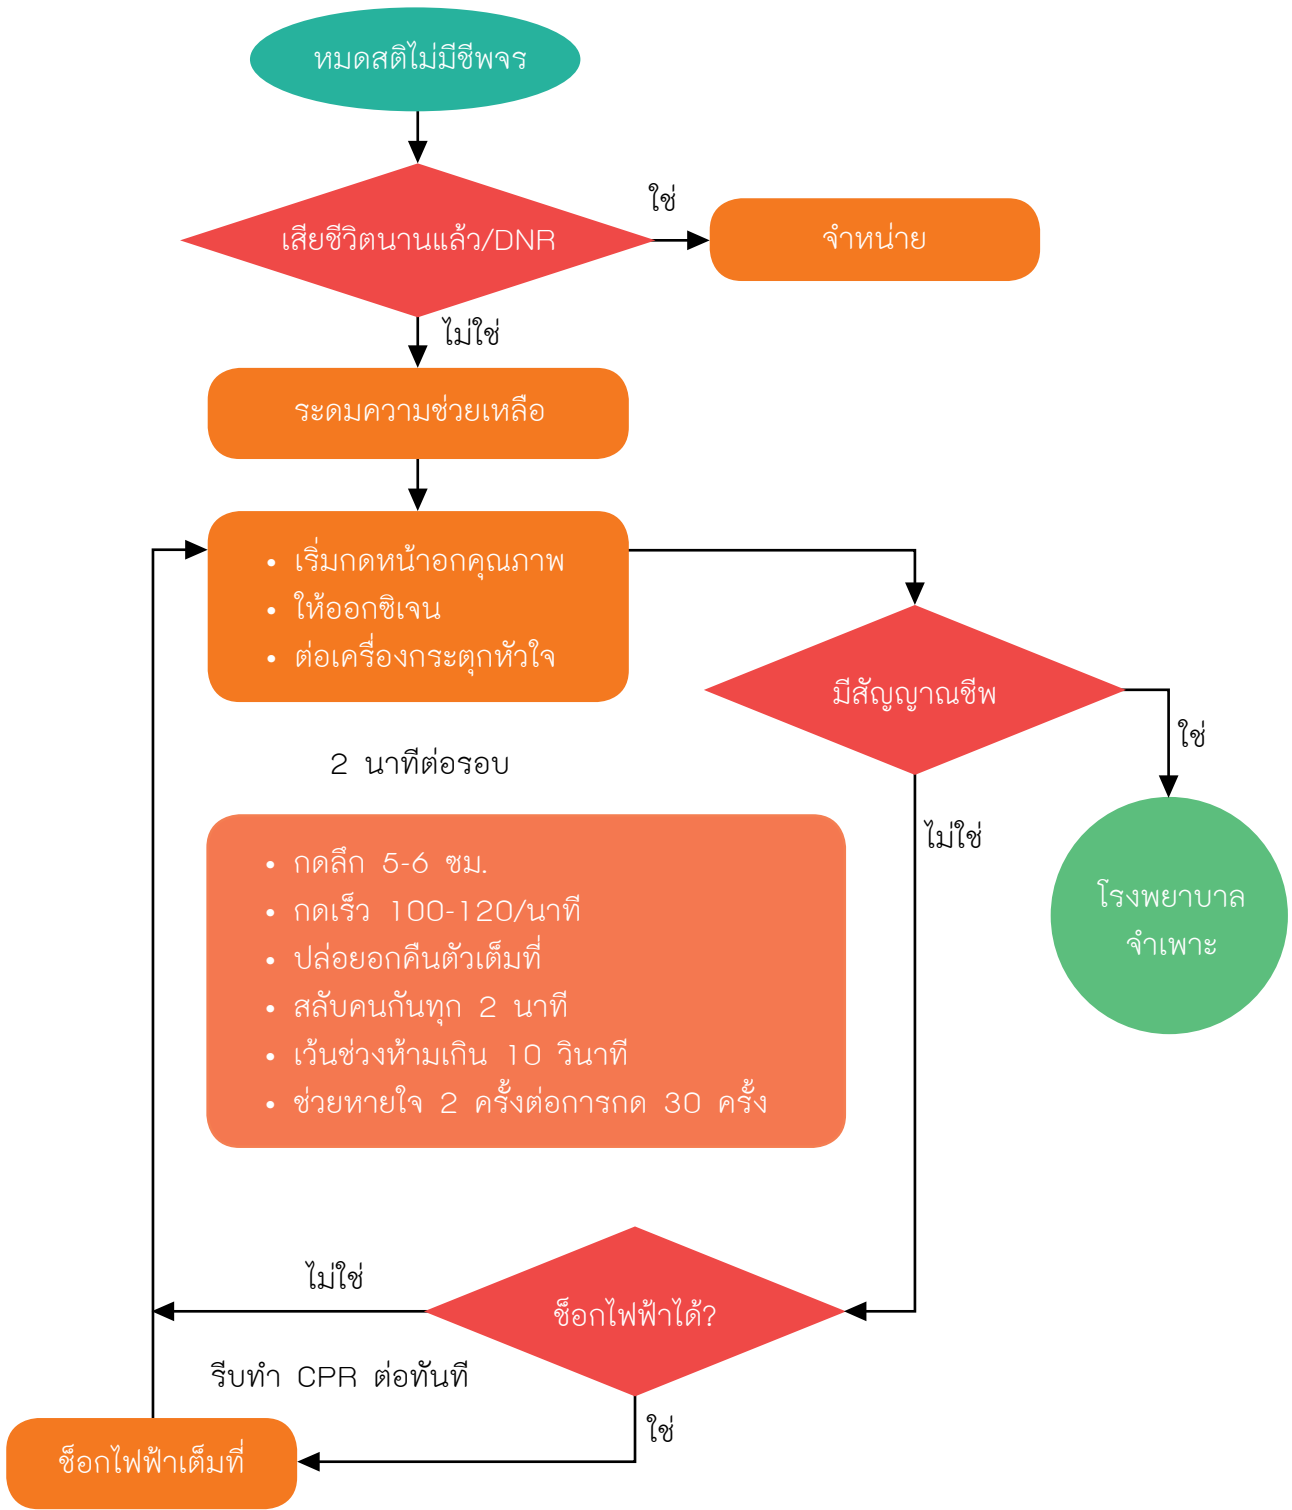 หมดสติไม่มีชีพจร
เสียชีวิตนานแล้ว/DNR
ใช่
จำหน่าย
ไม่ใช่
ระดมความช่วยเหลือ
• เริ่มกดหน้าอกคุณภาพ
• ให้ออกซิเจน
• ต่อเครื่องกระตุกหัวใจ
มีสัญญาณชีพ
ใช่
2 นาทีต่อรอบ
ไม่ใช่
โรงพยาบาล
จำเพาะ
• กดลึก 5-6 ซม.
• กดเร็ว 100-120/นาที
• ปล่อยอกคืนตัวเต็มที่
• สลับคนกันทุก 2 นาที
• เว้นช่วงห้ามเกิน 10 วินาที
• ช่วยหายใจ 2 ครั้งต่อการกด 30 ครั้ง
ไม่ใช่
ช็อกไฟฟ้าได้?
รีบทำ CPR ต่อทันที
ใช่
ช็อกไฟฟ้าเต็มที่